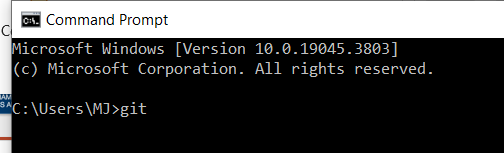 Command Prompt
Microsoft Windows [Version 10.0.19045.3803]
(c) Microsoft Corporation. All rights reserved.
C:\Users\MJ>git